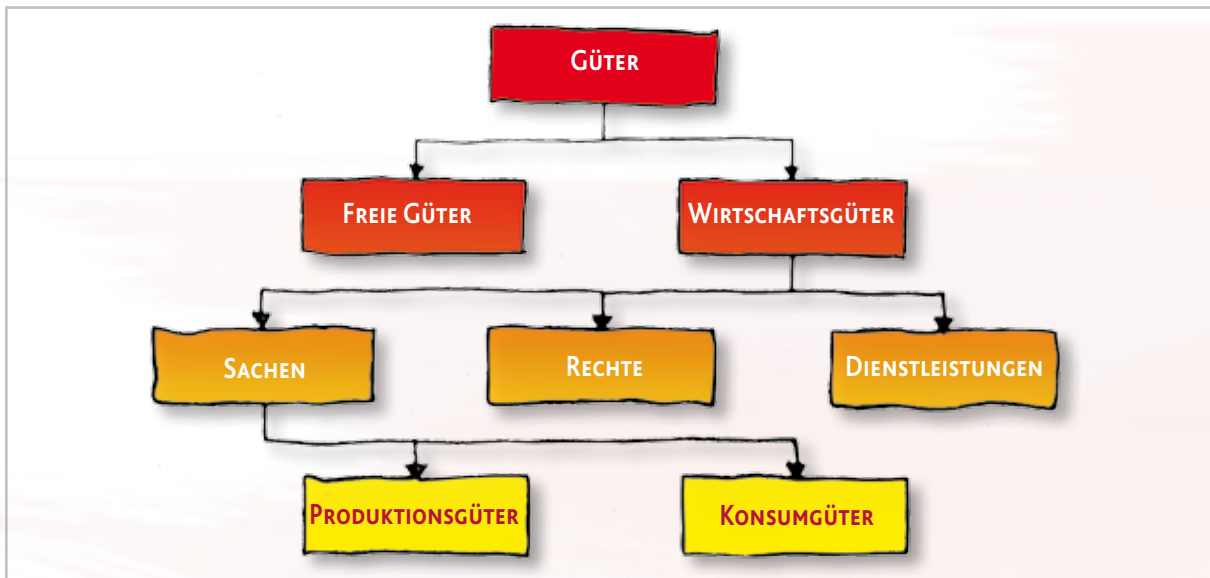 GÜTER
FREIE GÜTER
WIRTSCHAFTSGÜTER
SACHEN
RECHTE
DIENSTLEISTUNGEN
PRODUKTIONSGÜTER
KONSUMGÜTER